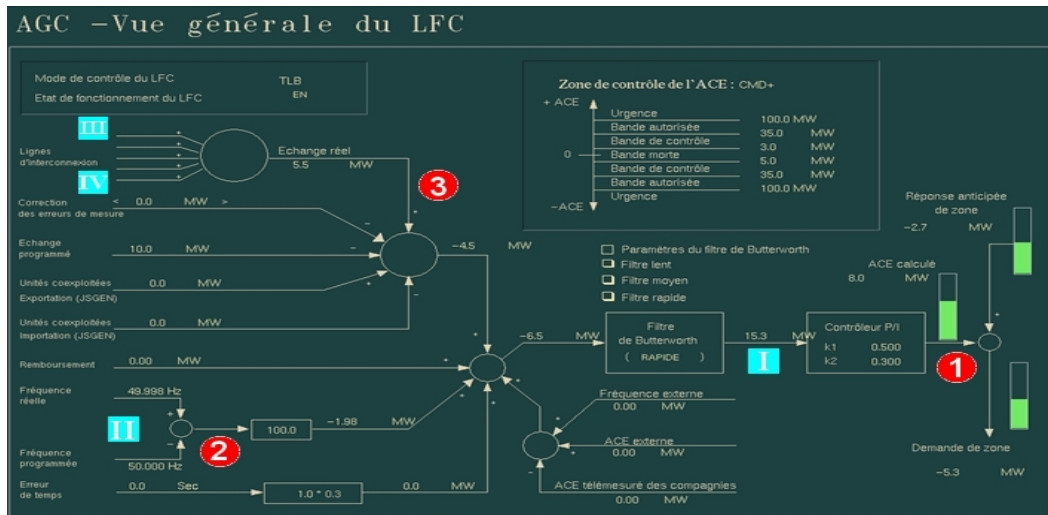 AGC -Vue générale du LFC
Mode de contrôle du LFC TLB
Etat de fonctionnement du LFC EN
Zone de contrôle de l'ACE : CMD+
+ ACE
0
-ACE
Urgence
100.0 MW
Bande autorisée
35.0 MW
Bande de contrôle
3.0 MW
Bande morte
5.0 MW
Bande de contrôle
35.0 MW
Bande autorisée
100.0 MW
Urgence
III
Lignes
d'interconnexion
IV
Echange réel
5.5 MW
3
Correction
des erreurs de mesure
< 0.0 MW >
Echange
programmé
10.0 MW
-4.5 MW
Unités coexploitées
Exportation (JSGEN)
0.0 MW
Unités coexploitées
Importation (JSGEN)
0.0 MW
Remboursement
0.00 MW
Fréquence
réelle
49.998 Hz
II
2
100.0
-1.98 MW
Fréquence
programmée
50.000 Hz
Erreur
de temps
0.0 Sec
1.0 * 0.3
0.0 MW
Paramètres du filtre de Butterworth
Filtre lent
Filtre moyen
Filtre rapide
-6.5 MW
Filtre
de Butterworth
( RAPIDE )
15.3 MW
I
Contrôleur P/I
k1 0.500
k2 0.300
1
ACE calculé
8.0 MW
Réponse anticipée
de zone
-2.7 MW
Demande de zone
-5.3 MW
Fréquence externe
0.00 MW
ACE externe
0.00 MW
ACE télémesuré des compagnies
0.00 MW